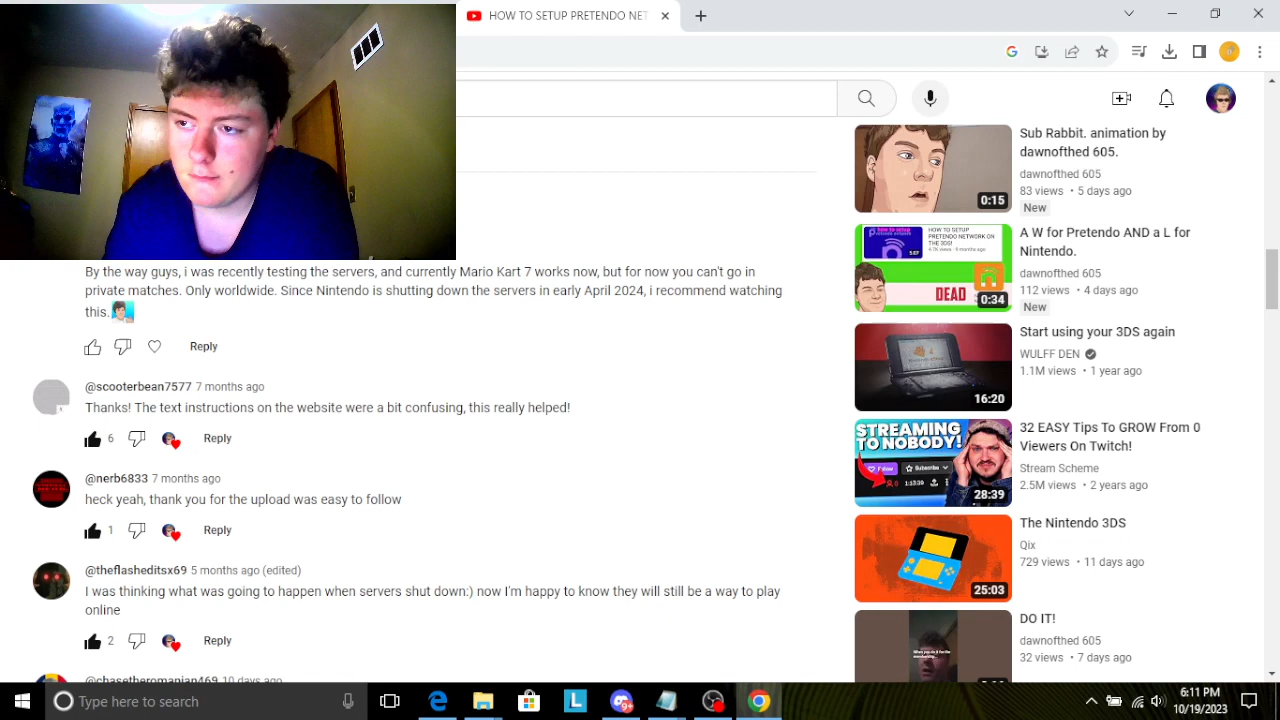 HOW TO SETUP PRETENDO NET
By the way guys, i was recently testing the servers, and currently Mario Kart 7 works now, but for now you can't go in
private matches. Only worldwide. Since Nintendo is shutting down the servers in early April 2024, i recommend watching
this.
Reply
@scooterbean7577 7 months ago
Thanks! The text instructions on the website were a bit confusing, this really helped!
6
Reply
@nerb6833 7 months ago
heck yeah, thank you for the upload was easy to follow
1
Reply
@theflasheditsx69 5 months ago (edited)
I was thinking what was going to happen when servers shut down:) now I'm happy to know they will still be a way to play
online
2
Reply
@chasetheromanian469 10 days ago
0:15
Sub Rabbit. animation by
dawnofthed 605.
dawnofthed 605
83 views • 5 days ago
New
HOW TO SETUP
PRETENDO NETWORK ON
THE 3DS!
5:07
DEAD
0:34
A W for Pretendo AND a L for
Nintendo.
dawnofthed 605
112 views • 4 days ago
New
16:20
Start using your 3DS again
WULFF DEN
1.1M views • 1 year ago
STREAMING
TO NOBODY!
Follow
Subscribe
28:39
32 EASY Tips To GROW From 0
Viewers On Twitch!
Stream Scheme
2.5M views • 2 years ago
25:03
The Nintendo 3DS
Qix
729 views • 11 days ago
DO IT!
dawnofthed 605
32 views • 7 days ago
Type here to search
L
9+
6:11 PM
10/19/2023